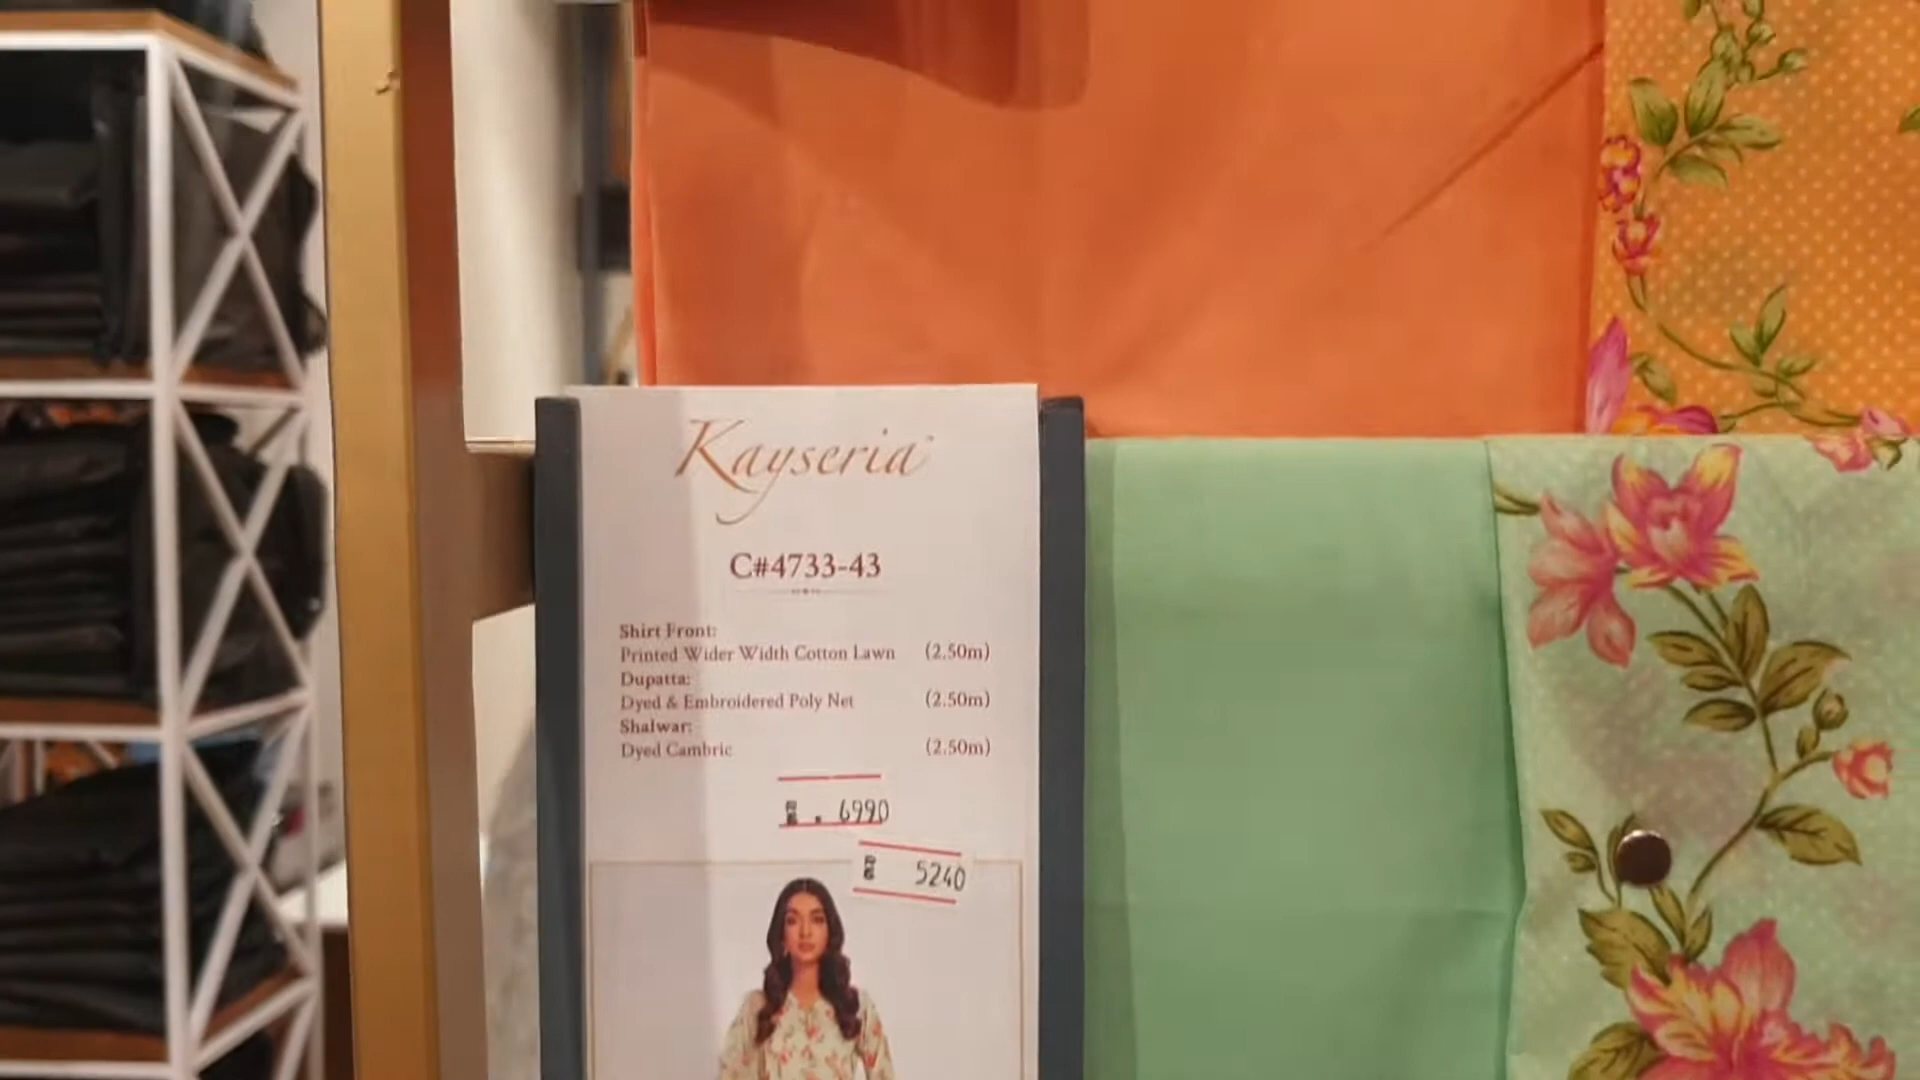 Kayseria
C#4733-43
Shirt Front:
Printed Wider Width Cotton Lawn (2.50m)
Dupatta:
Dyed & Embroidered Poly Net (2.50m)
Shalwar:
Dyed Cambric (2.50m)
6990
5240